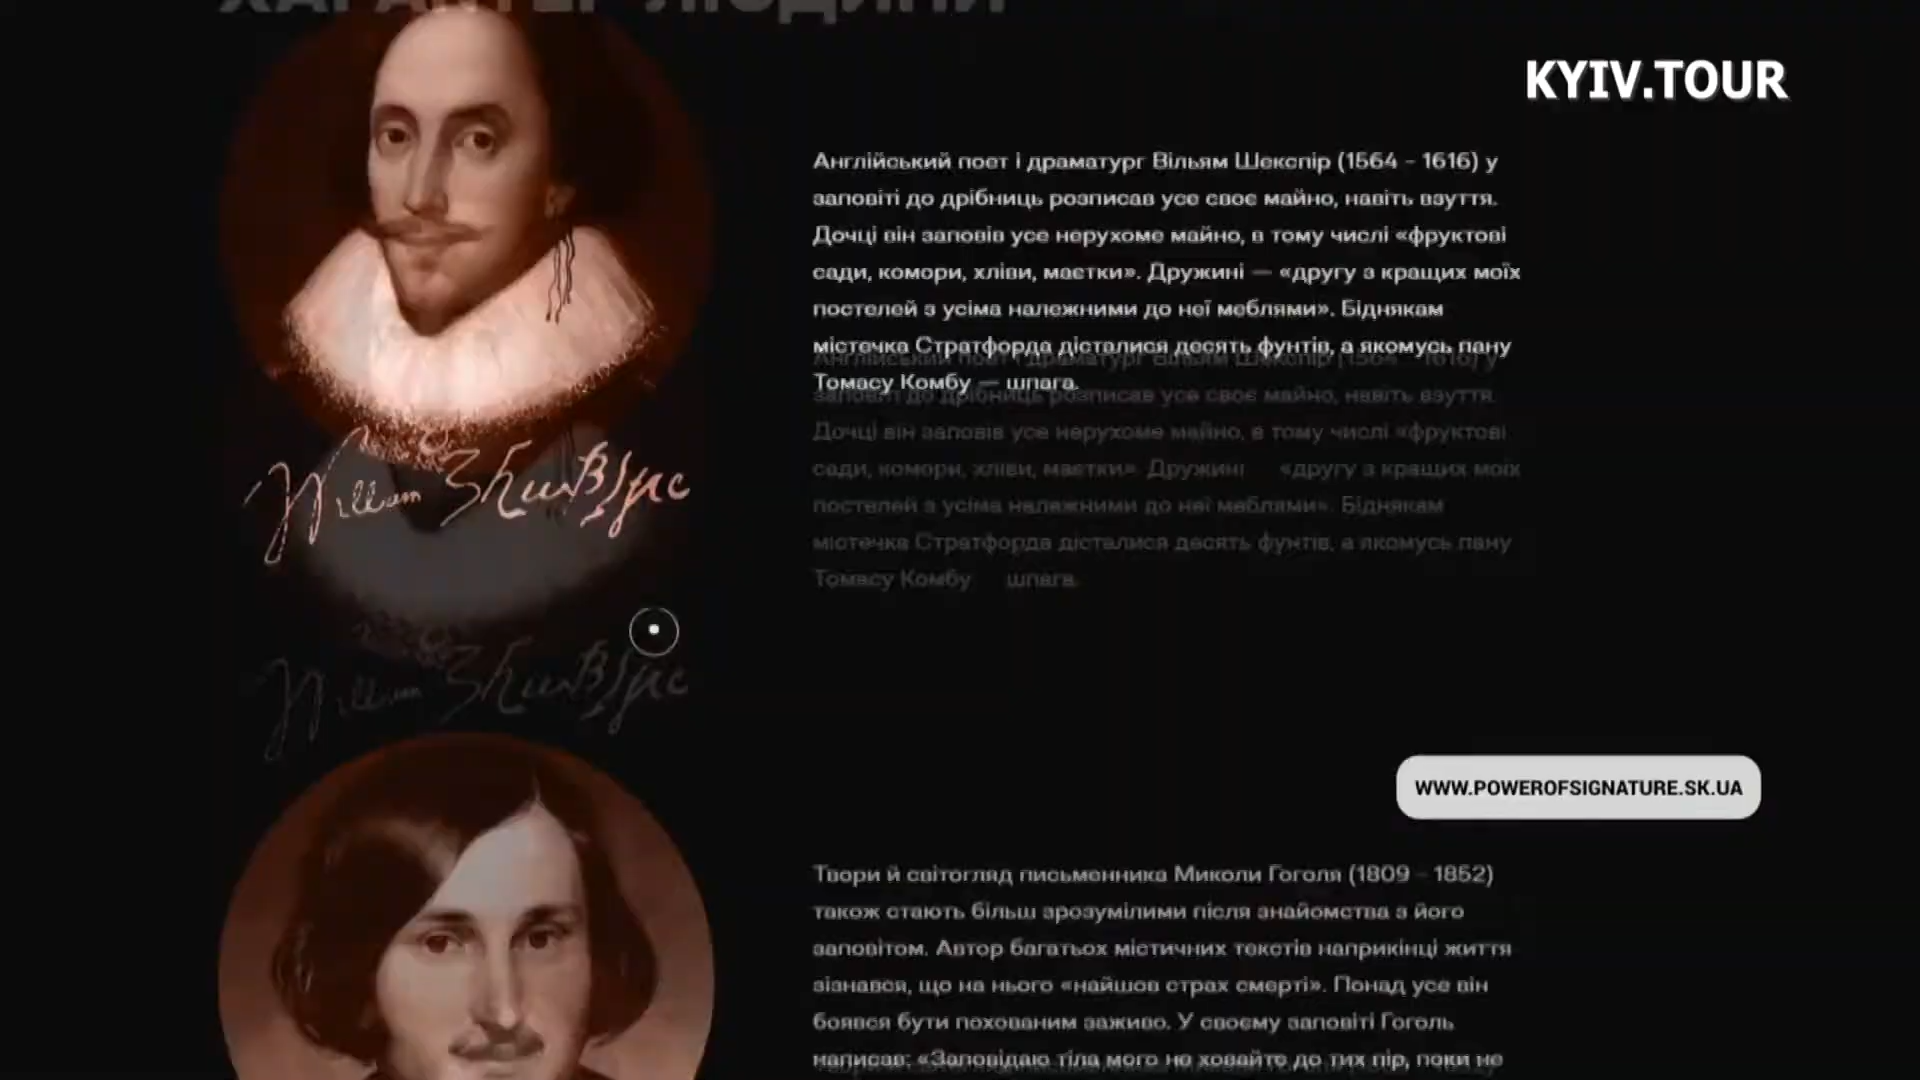 ХАРАКТЕР ЛЮДИНИ
KYIV.TOUR
Англійський поет і драматург Вільям Шекспір (1564 - 1616) у
заповіті до дрібниць розписав усе своє майно, навіть взуття.
Дочці він заповів усе нерухоме майно, в тому числі «фруктові
сади, комори, хліви, маєтки». Дружині — «другу з кращих моїх
постелей з усіма належними до неї меблями». Біднякам
містечка Стратфорда дісталися десять фунтів, а якомусь пану
Томасу Комбу — шпага.
William
WWW.POWEROFSIGNATURE.SK.UA
Твори й світогляд письменника Миколи Гоголя (1809 - 1852)
також стають більш зрозумілими після знайомства з його
заповітом. Автор багатьох містичних текстів наприкінці життя
зізнався, що на нього «найшов страх смерті». Понад усе він
боявся бути похованим заживо. У своєму заповіті Гоголь
написав: «Заповідаю тіла мого не ховайте до тих пір, поки не